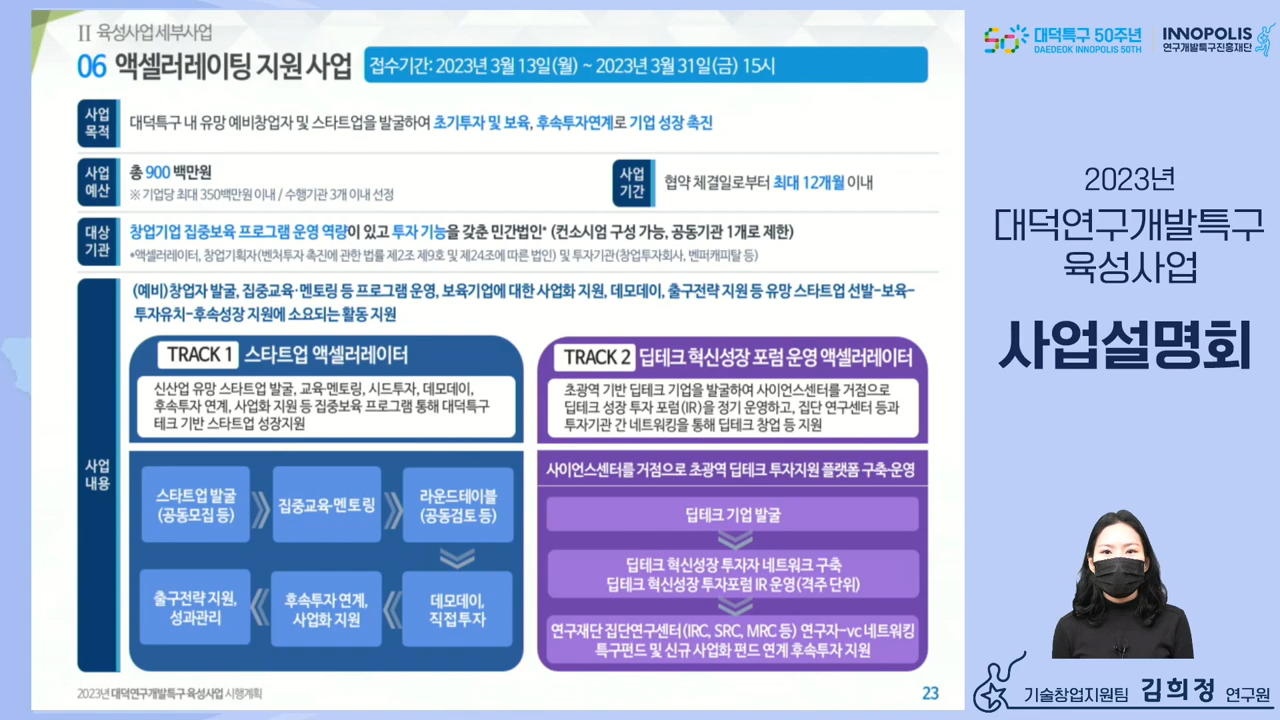 II 육성사업 세부사업
06 액셀러레이팅 지원 사업
접수기간: 2023년 3월 13일(월) ~ 2023년 3월 31일(금) 15시
사업
목적
대덕특구 내 유망 예비창업자 및 스타트업을 발굴하여 초기투자 및 보육, 후속투자연계로 기업 성장 촉진
사업
예산
총 900 백만원
※ 기업당 최대 350백만원 이내 / 수행기관 3개 이내 선정
사업
기간
협약 체결일로부터 최대 12개월 이내
대상
기관
창업기업 집중보육 프로그램 운영 역량이 있고 투자 기능을 갖춘 민간법인* (컨소시엄 구성 가능, 공동기관 1개로 제한)
*액셀러레이터, 창업기획자(벤처투자 촉진에 관한 법률 제2조 제9호 및 제24조에 따른 법인) 및 투자기관(창업투자회사, 벤퍼캐피탈 등)
사업
내용
(예비)창업자 발굴, 집중교육·멘토링 등 프로그램 운영, 보육기업에 대한 사업화 지원, 데모데이, 출구전략 지원 등 유망 스타트업 선발-보육-
투자유치-후속성장 지원에 소요되는 활동 지원
TRACK 1 스타트업 액셀러레이터
신산업 유망 스타트업 발굴, 교육·멘토링, 시드투자, 데모데이,
후속투자 연계, 사업화 지원 등 집중보육 프로그램 통해 대덕특구
테크 기반 스타트업 성장지원
스타트업 발굴
(공동모집 등)
집중교육·멘토링
라운드테이블
(공동검토 등)
출구전략 지원,
성과관리
후속투자 연계,
사업화 지원
데모데이,
직접투자
TRACK 2 딥테크 혁신성장 포럼 운영 액셀러레이터
초광역 기반 딥테크 기업을 발굴하여 사이언스센터를 거점으로
딥테크 성장 투자 포럼(IR)을 정기 운영하고, 집단 연구센터 등과
투자기관 간 네트워킹을 통해 딥테크 창업 등 지원
사이언스센터를 거점으로 초광역 딥테크 투자지원 플랫폼 구축·운영
딥테크 기업 발굴
딥테크 혁신성장 투자자 네트워크 구축
딥테크 혁신성장 투자포럼 IR 운영(격주 단위)
연구재단 집단연구센터(IRC, SRC, MRC 등) 연구자-vc 네트워킹
특구펀드 및 신규 사업화 펀드 연계 후속투자 지원
2023년 대덕연구개발특구 육성사업 시행계획
23
50 대덕특구 50주년
DAEDEOK INNOPOLIS 50TH
INNOPOLIS
연구개발특구진흥재단
2023년
대덕연구개발특구
육성사업
사업설명회
기술창업지원팀 김희정 연구원